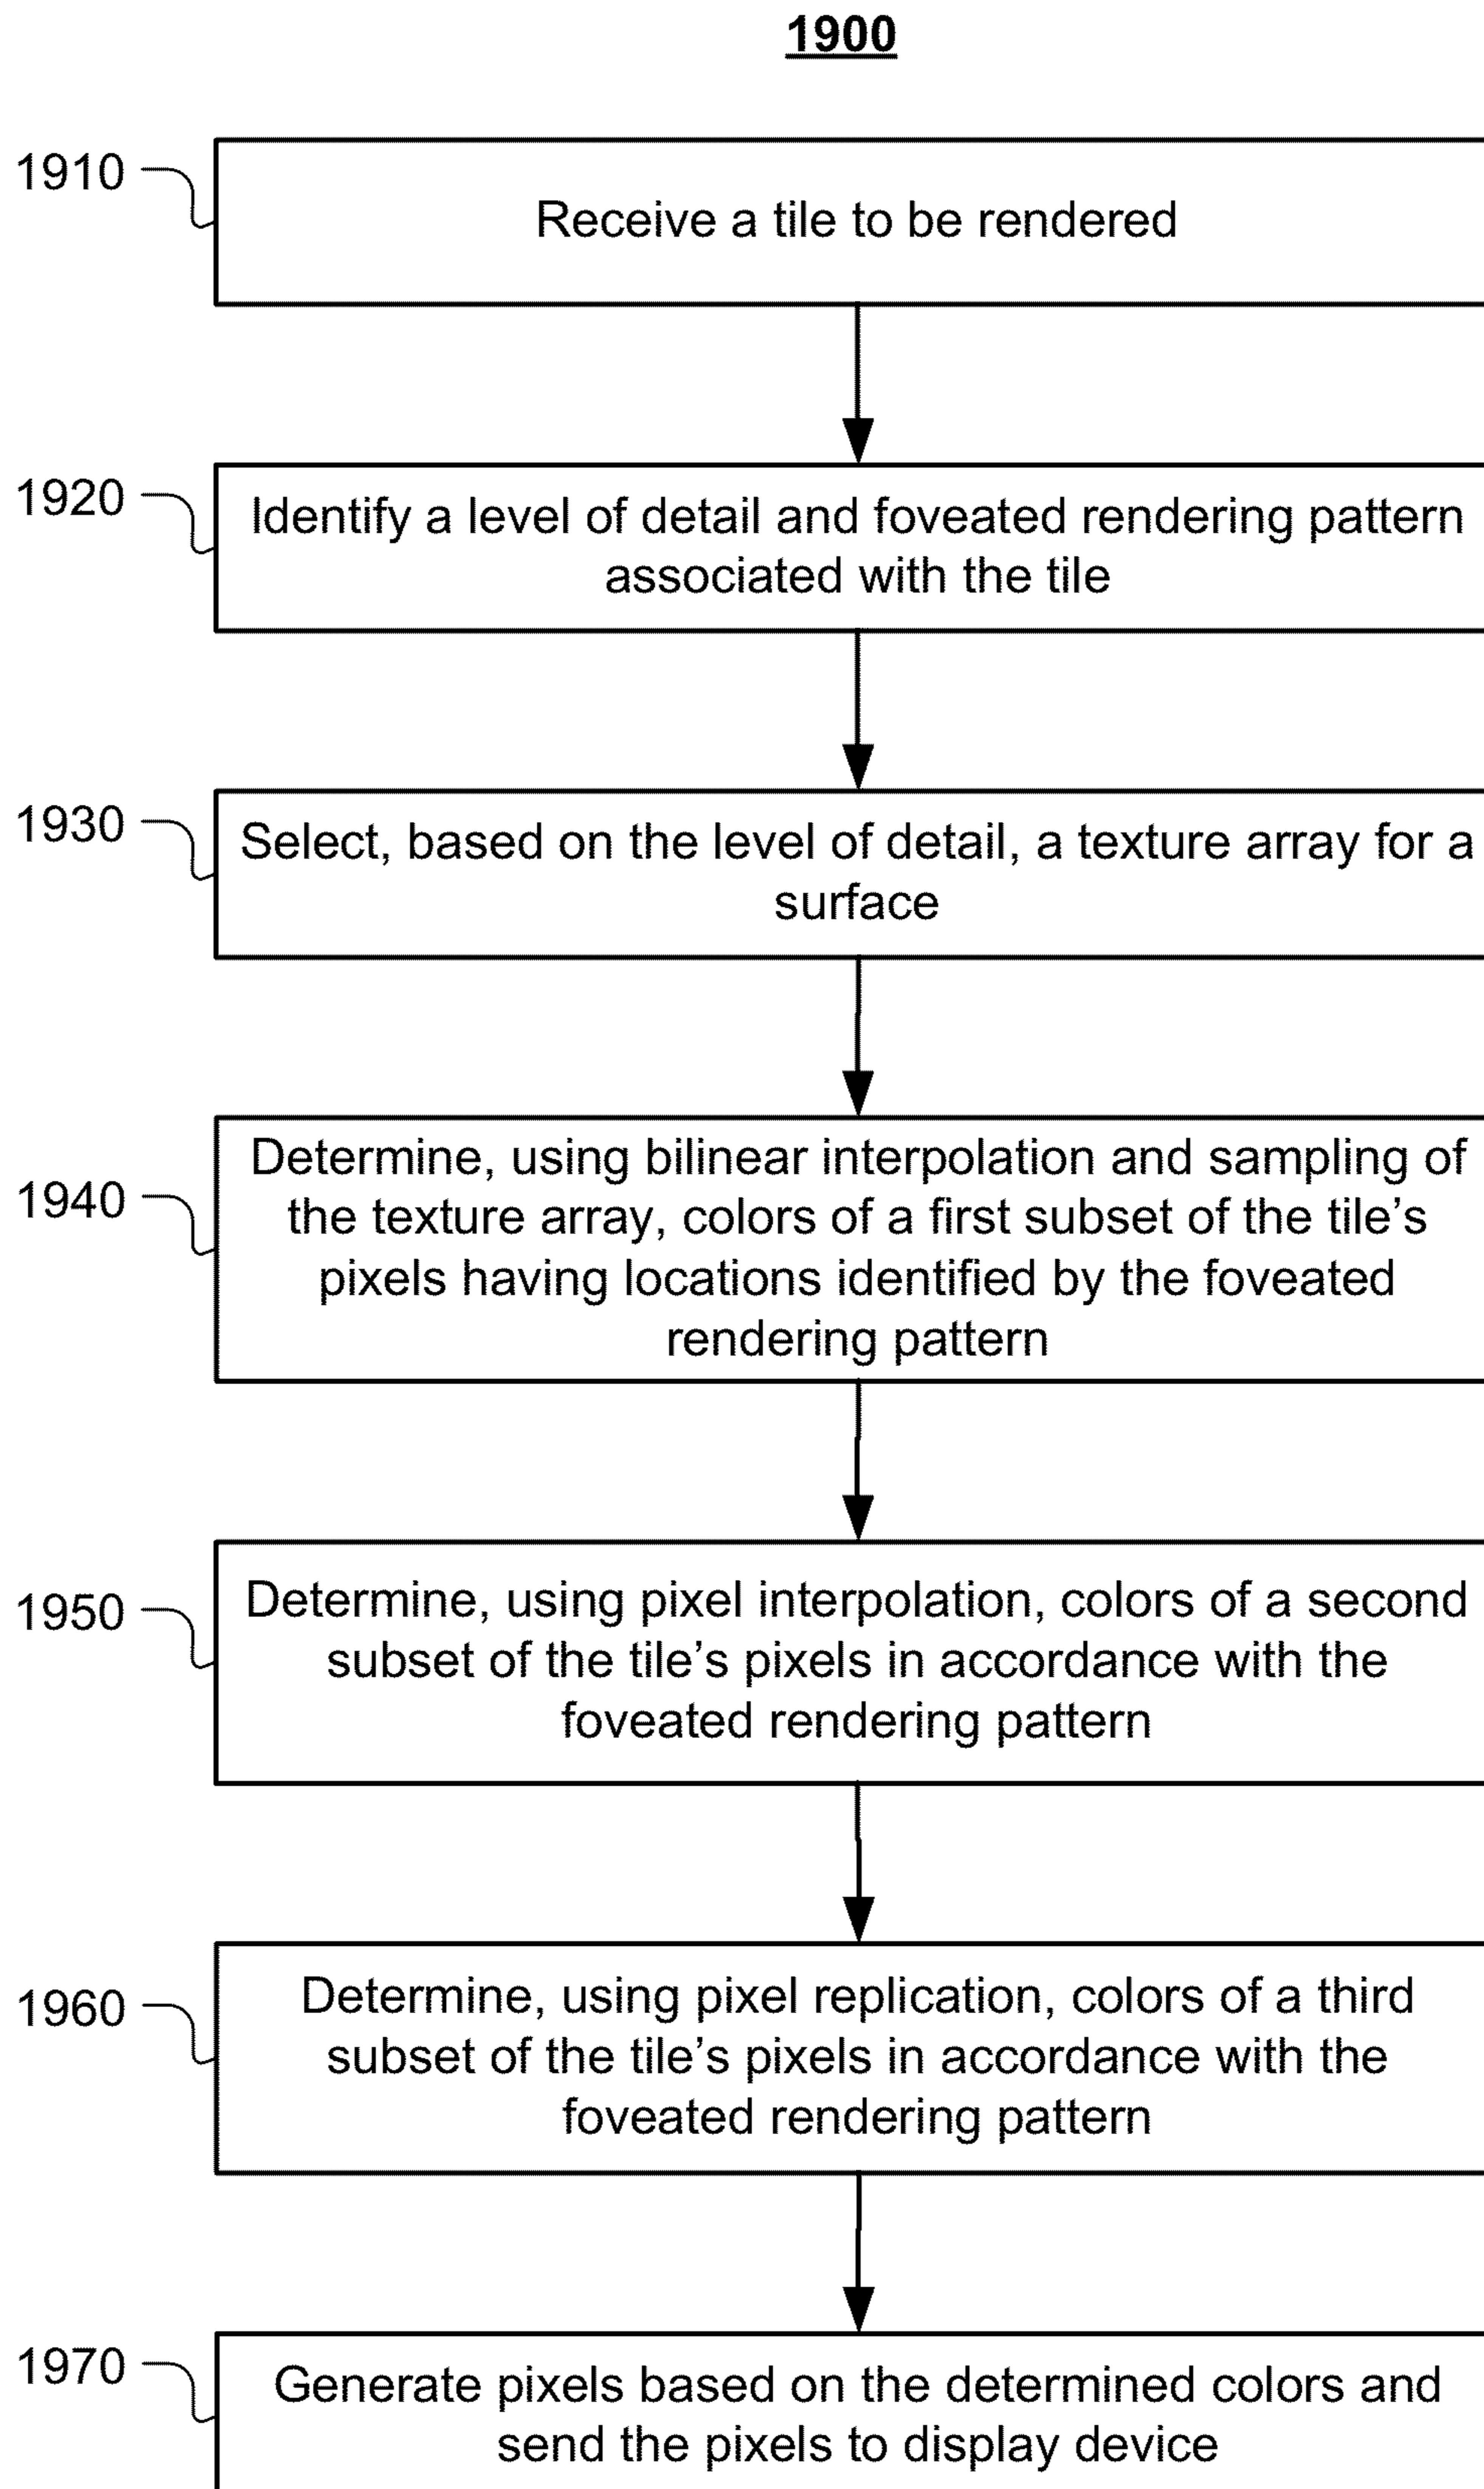 1900
1910
Receive a tile to be rendered
1920
Identify a level of detail and foveated rendering pattern
associated with the tile
1930
Select, based on the level of detail, a texture array for a
surface
1940
Determine, using bilinear interpolation and sampling of
the texture array, colors of a first subset of the tile’s
pixels having locations identified by the foveated
rendering pattern
1950
Determine, using pixel interpolation, colors of a second
subset of the tile’s pixels in accordance with the
foveated rendering pattern
1960
Determine, using pixel replication, colors of a third
subset of the tile’s pixels in accordance with the
foveated rendering pattern
1970
Generate pixels based on the determined colors and
send the pixels to display device